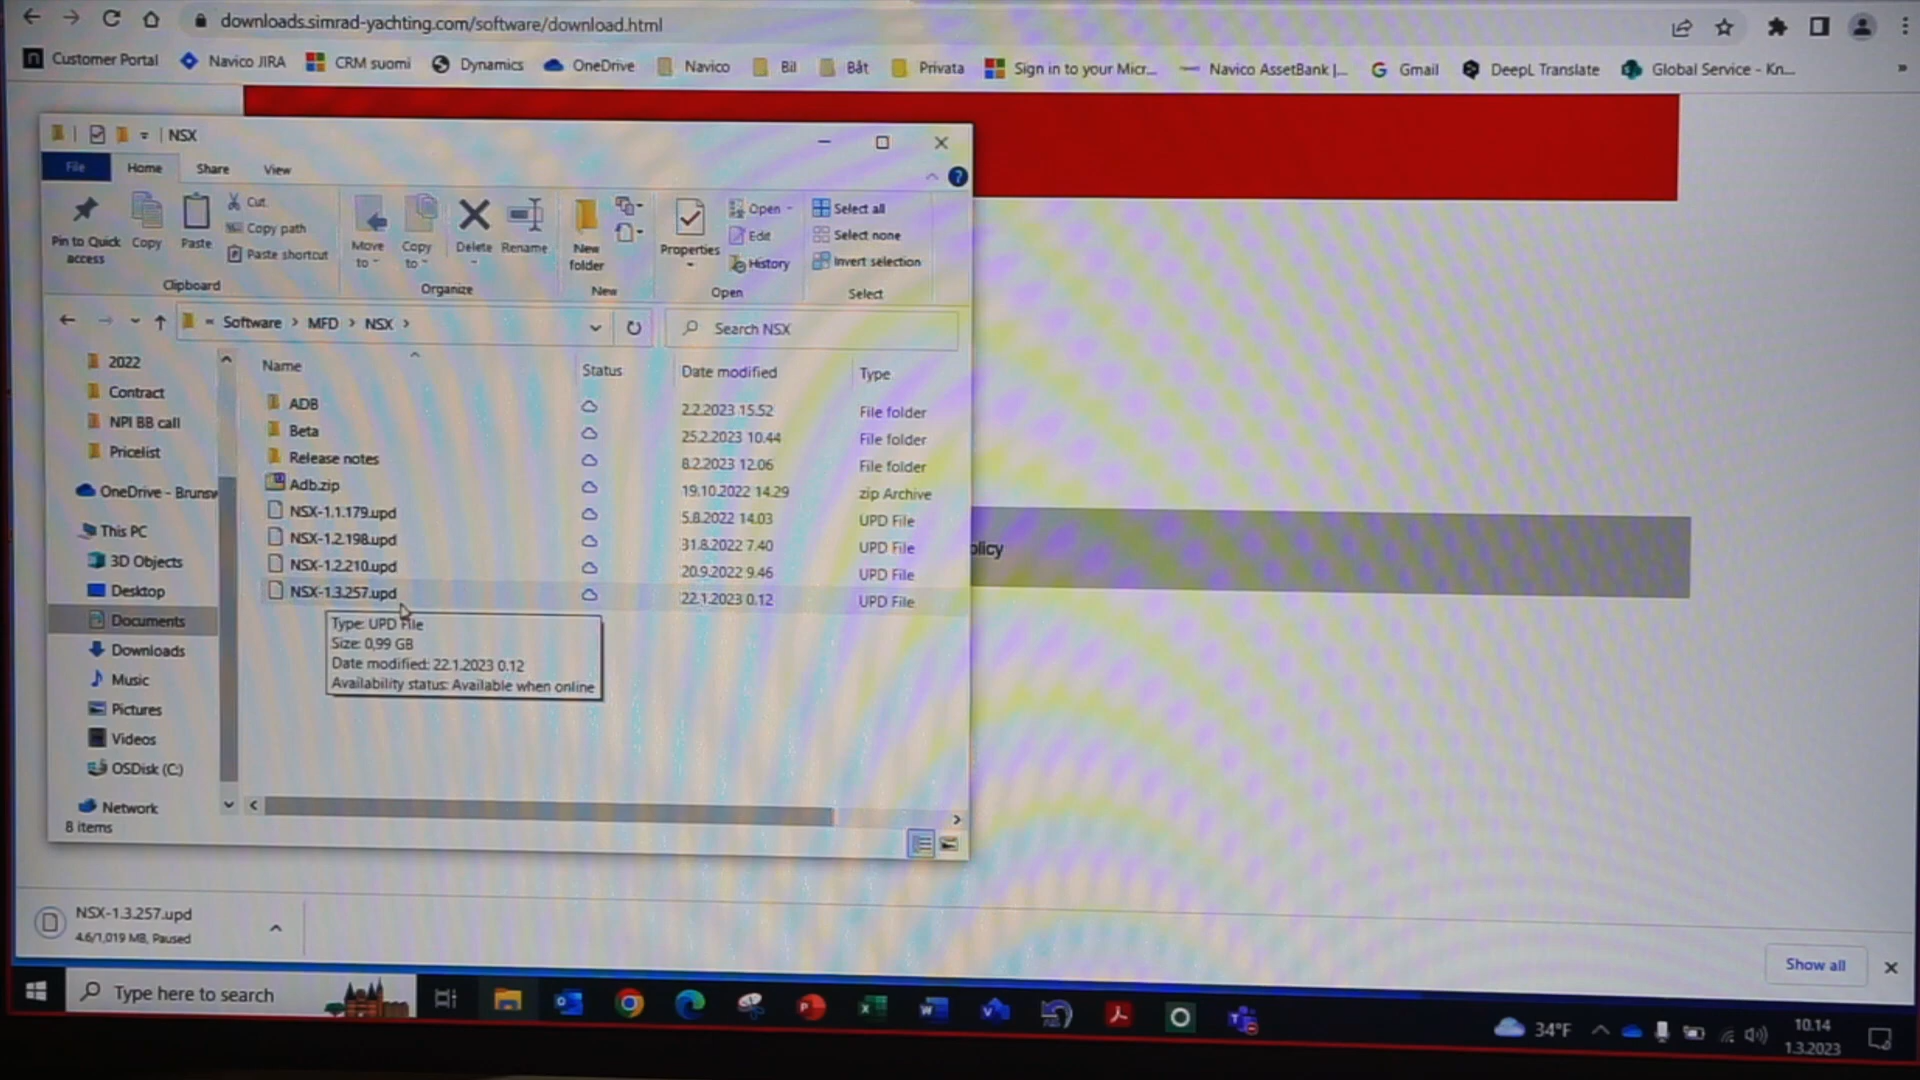 downloads.simrad-yachting.com/software/download.html
Customer Portal
Navico JIRA
CRM suomi
Dynamics
OneDrive
Navico
Bil
Båt
Privata
Sign in to your Micr...
Navico AssetBank |...
Gmail
DeepL Translate
Global Service - Kn...
»
NSX
File
Home
Share
View
Pin to Quick access
Copy
Paste
Cut
Copy path
Paste shortcut
Clipboard
Move to
Copy to
Delete
Rename
Organize
New folder
New
Properties
Open
Edit
History
Open
Select all
Select none
Invert selection
Select
« Software > MFD > NSX >
Search NSX
2022
Contract
NPI BB call
Pricelist
OneDrive - Brunsw
This PC
3D Objects
Desktop
Documents
Downloads
Music
Pictures
Videos
OSDisk (C:)
Network
Name Status Date modified Type
ADB 2.2.2023 15.52 File folder
Beta 25.2.2023 10.44 File folder
Release notes 8.2.2023 12.06 File folder
Adb.zip 19.10.2022 14.29 zip Archive
NSX-1.1.179.upd 5.8.2022 14.03 UPD File
NSX-1.2.198.upd 31.8.2022 7.40 UPD File
NSX-1.2.210.upd 20.9.2022 9.46 UPD File
NSX-1.3.257.upd 22.1.2023 0.12 UPD File
Type: UPD File
Size: 0,99 GB
Date modified: 22.1.2023 0.12
Availability status: Available when online
8 items
olicy
NSX-1.3.257.upd
4.6/1,019 MB, Paused
Show all
Type here to search
34°F
10.14
1.3.2023